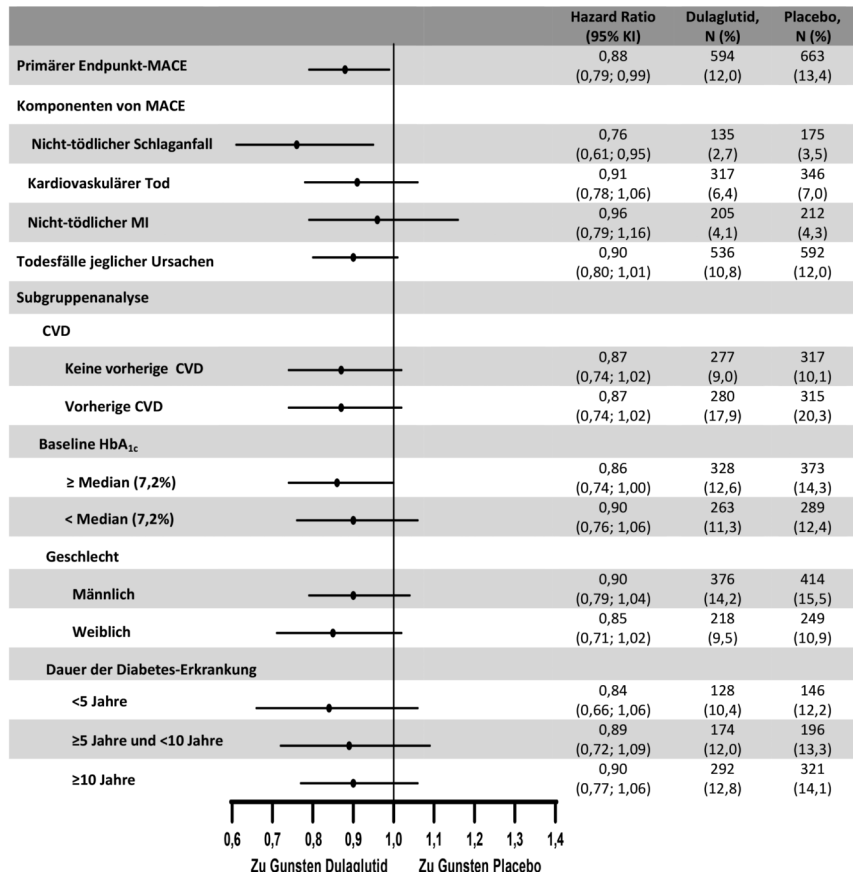 Hazard Ratio Dulaglutid, Placebo,
(95% KI) N (%) N (%)
Primärer Endpunkt-MACE 0,88 594 663
(0,79; 0,99) (12,0) (13,4)
Komponenten von MACE
Nicht-tödlicher Schlaganfall 0,76 135 175
(0,61; 0,95) (2,7) (3,5)
Kardiovaskulärer Tod 0,91 317 346
(0,78; 1,06) (6,4) (7,0)
Nicht-tödlicher MI 0,96 205 212
(0,79; 1,16) (4,1) (4,3)
Todesfälle jeglicher Ursachen 0,90 536 592
(0,80; 1,01) (10,8) (12,0)
Subgruppenanalyse
CVD
Keine vorherige CVD 0,87 277 317
(0,74; 1,02) (9,0) (10,1)
Vorherige CVD 0,87 280 315
(0,74; 1,02) (17,9) (20,3)
Baseline HbA1c
≥ Median (7,2%) 0,86 328 373
(0,74; 1,00) (12,6) (14,3)
< Median (7,2%) 0,90 263 289
(0,76; 1,06) (11,3) (12,4)
Geschlecht
Männlich 0,90 376 414
(0,79; 1,04) (14,2) (15,5)
Weiblich 0,85 218 249
(0,71; 1,02) (9,5) (10,9)
Dauer der Diabetes-Erkrankung
<5 Jahre 0,84 128 146
(0,66; 1,06) (10,4) (12,2)
≥5 Jahre und <10 Jahre 0,89 174 196
(0,72; 1,09) (12,0) (13,3)
≥10 Jahre 0,90 292 321
(0,77; 1,06) (12,8) (14,1)
0,6 0,7 0,8 0,9 1,0 1,1 1,2 1,3 1,4
Zu Gunsten Dulaglutid Zu Gunsten Placebo